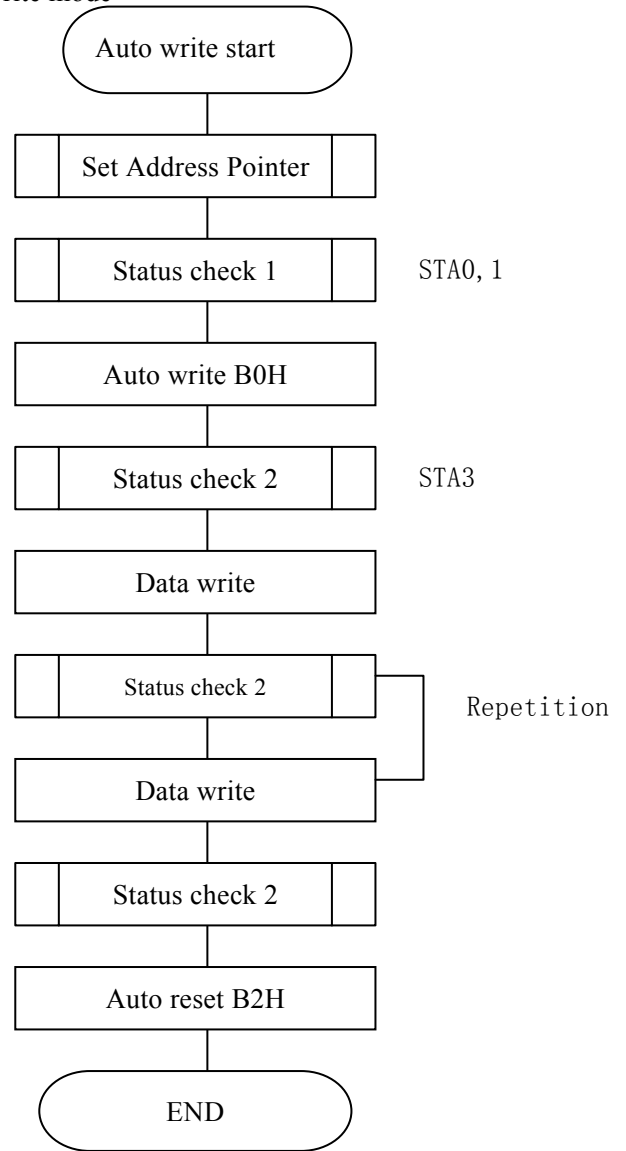 Auto write start
Set Address Pointer
Status check 1
STA0, 1
Auto write B0H
Status check 2
STA3
Data write
Status check 2
Repetition
Data write
Status check 2
Auto reset B2H
END